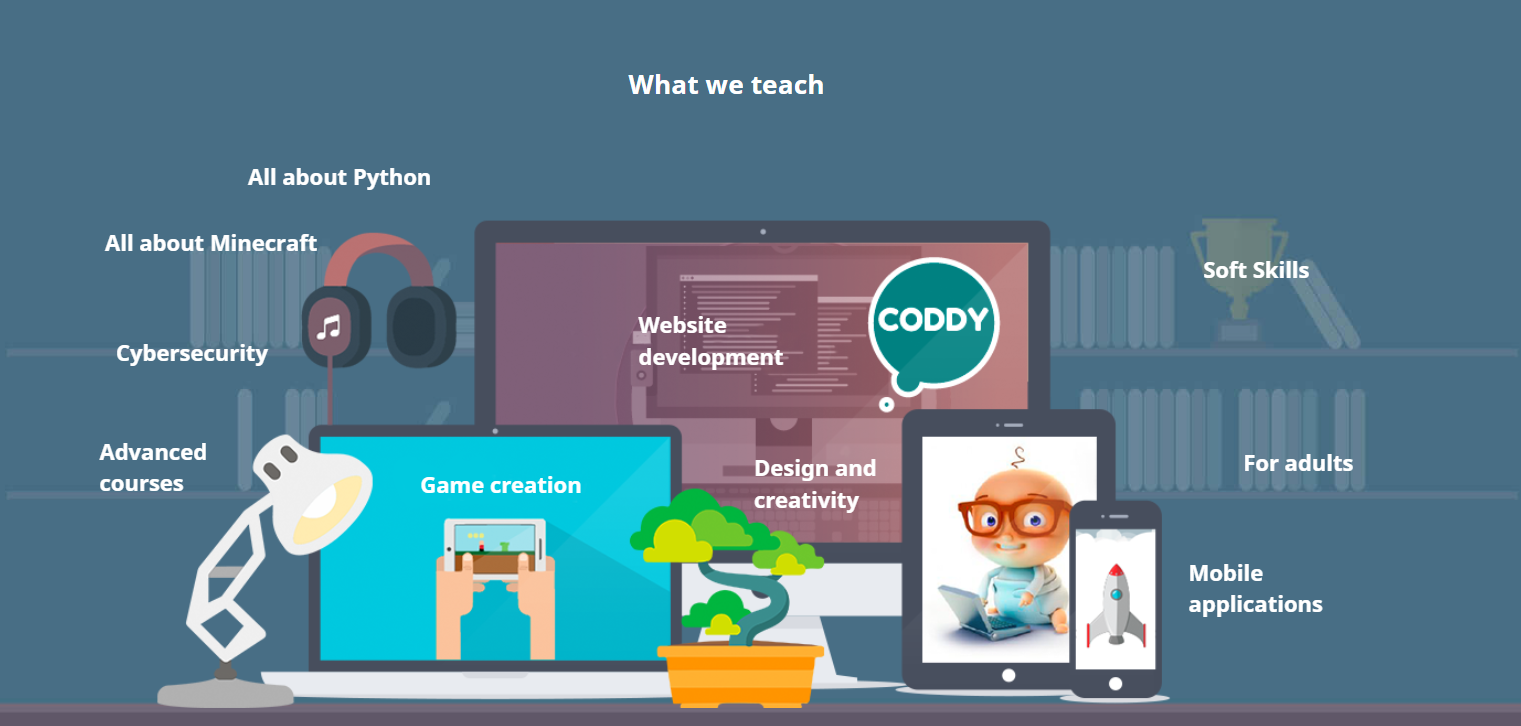 What we teach
All about Python
All about Minecraft
Soft Skills
Website
development
CODDY
Cybersecurity
Advanced
courses
Game creation
Design and
creativity
For adults
Mobile
applications